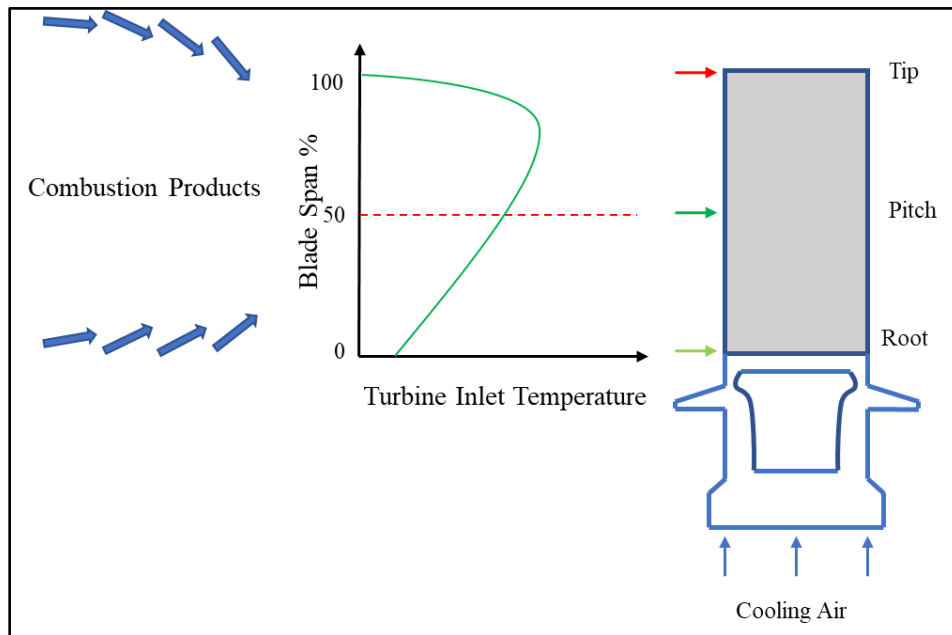 Combustion Products
Blade Span %
100
50
0
Turbine Inlet Temperature
Tip
Pitch
Root
Cooling Air